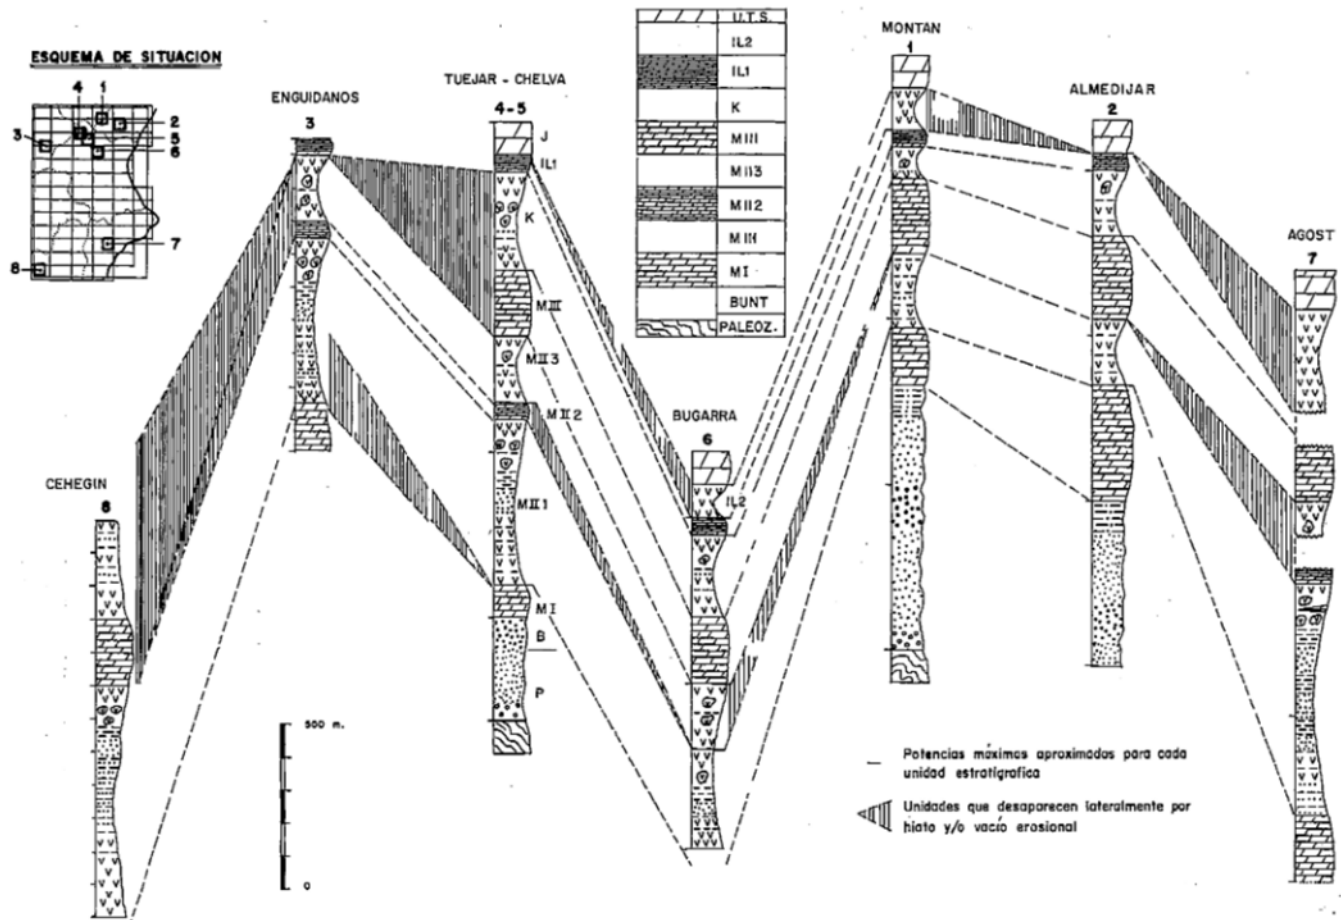 ESQUEMA DE SITUACION
4 1
3
2
5
6
7
8
U.T.S.
IL2
IL1
K
MIII
MII3
MII2
MII1
MI
BUNT
PALEOZ.
CEHEGIN
8
ENGUIDANOS
3
TUEJAR - CHELVA
4-5
J
IL1
K
MIII
MII3
MII2
MII1
MI
B
P
BUGARRA
6
IL2
MONTAN
1
ALMEDIJAR
2
AGOST
7
500 m.
0
Potencias máximas aproximadas para cada
unidad estratigrafica
Unidades que desaparecen lateralmente por
hiato y/o vacío erosional